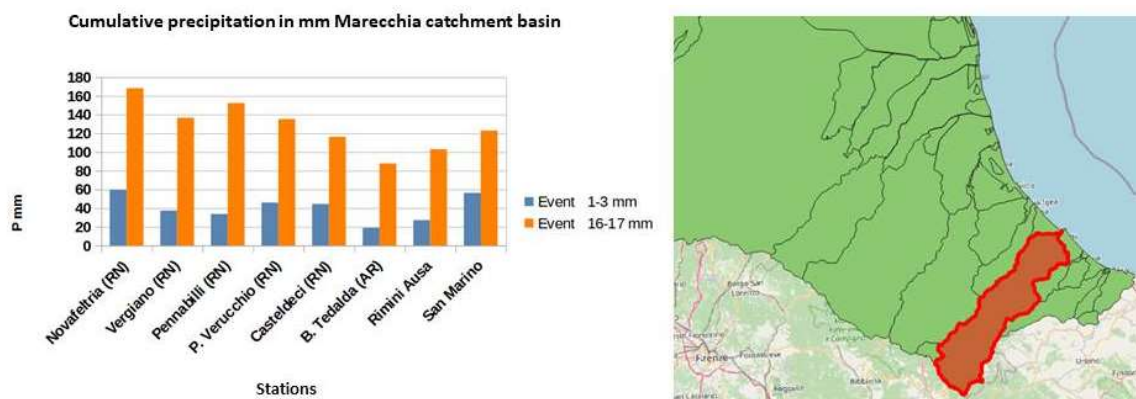 Cumulative precipitation in mm Marecchia catchment basin
P mm
180
160
140
120
100
80
60
40
20
0
Novafeltria (RN)
Vergiano (RN)
Pennabilli (RN)
P. Verucchio (RN)
Casteldeci (RN)
B. Tedalda (AR)
Rimini Ausa
San Marino
Stations
Event 1-3 mm
Event 16-17 mm
Firenze
Bibbiena